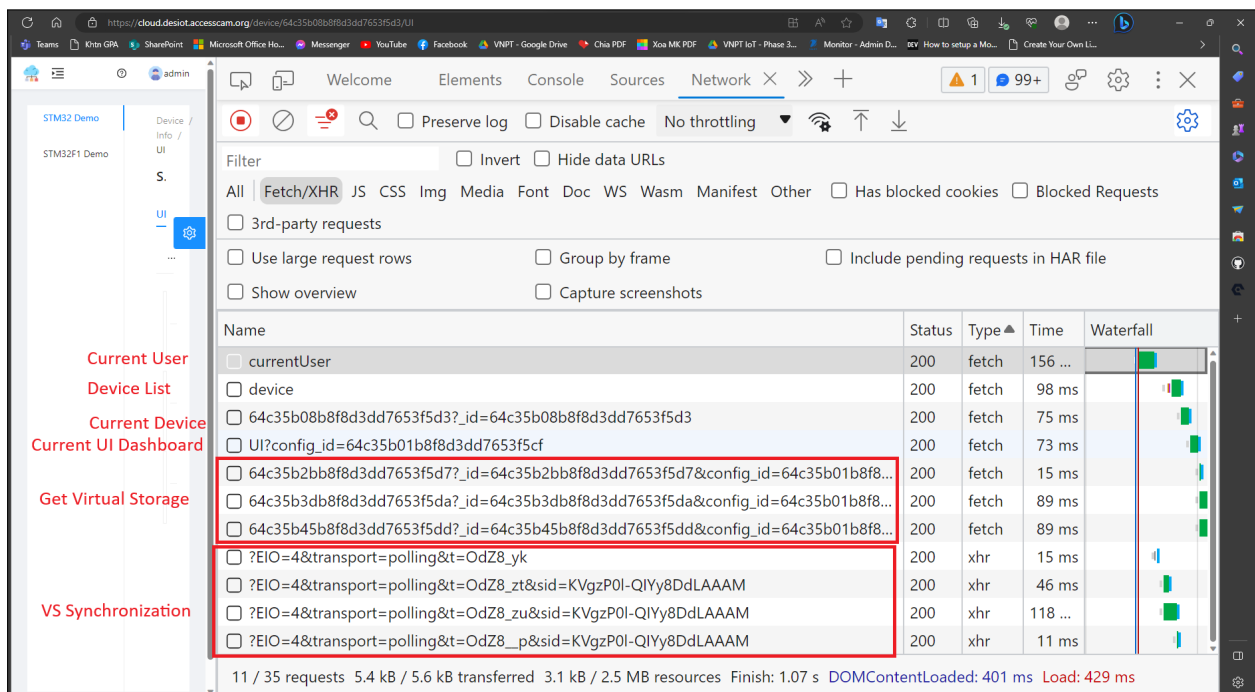 https://cloud.desiot.accesscam.org/device/64c35b08b8f8d3dd7653f5d3/UI
Teams Khtn GPA SharePoint Microsoft Office Ho... Messenger YouTube Facebook VNPT - Google Drive Chia PDF Xoa MK PDF VNPT IoT - Phase 3... Monitor - Admin D... DEV How to setup a Mo... Create Your Own Li...
admin
Welcome Elements Console Sources Network 1 99+
STM32 Demo
Device /
Info /
UI
STM32F1 Demo
S.
UI
...
Preserve log Disable cache No throttling
Filter Invert Hide data URLs
All Fetch/XHR JS CSS Img Media Font Doc WS Wasm Manifest Other Has blocked cookies Blocked Requests
3rd-party requests
Use large request rows Group by frame Include pending requests in HAR file
Show overview Capture screenshots
Name Status Type Time Waterfall
Current User currentUser 200 fetch 156 ...
Device List device 200 fetch 98 ms
Current Device 64c35b08b8f8d3dd7653f5d3?_id=64c35b08b8f8d3dd7653f5d3 200 fetch 75 ms
Current UI Dashboard UI?config_id=64c35b01b8f8d3dd7653f5cf 200 fetch 73 ms
64c35b2bb8f8d3dd7653f5d7?_id=64c35b2bb8f8d3dd7653f5d7&config_id=64c35b01b8f8... 200 fetch 15 ms
Get Virtual Storage 64c35b3db8f8d3dd7653f5da?_id=64c35b3db8f8d3dd7653f5da&config_id=64c35b01b8f8... 200 fetch 89 ms
64c35b45b8f8d3dd7653f5dd?_id=64c35b45b8f8d3dd7653f5dd&config_id=64c35b01b8f8... 200 fetch 89 ms
?EIO=4&transport=polling&t=OdZ8_yk 200 xhr 15 ms
?EIO=4&transport=polling&t=OdZ8_zt&sid=KVgzP0l-QIYy8DdLAAAM 200 xhr 46 ms
VS Synchronization ?EIO=4&transport=polling&t=OdZ8_zu&sid=KVgzP0l-QIYy8DdLAAAM 200 xhr 118 ...
?EIO=4&transport=polling&t=OdZ8__p&sid=KVgzP0l-QIYy8DdLAAAM 200 xhr 11 ms
11 / 35 requests 5.4 kB / 5.6 kB transferred 3.1 kB / 2.5 MB resources Finish: 1.07 s DOMContentLoaded: 401 ms Load: 429 ms